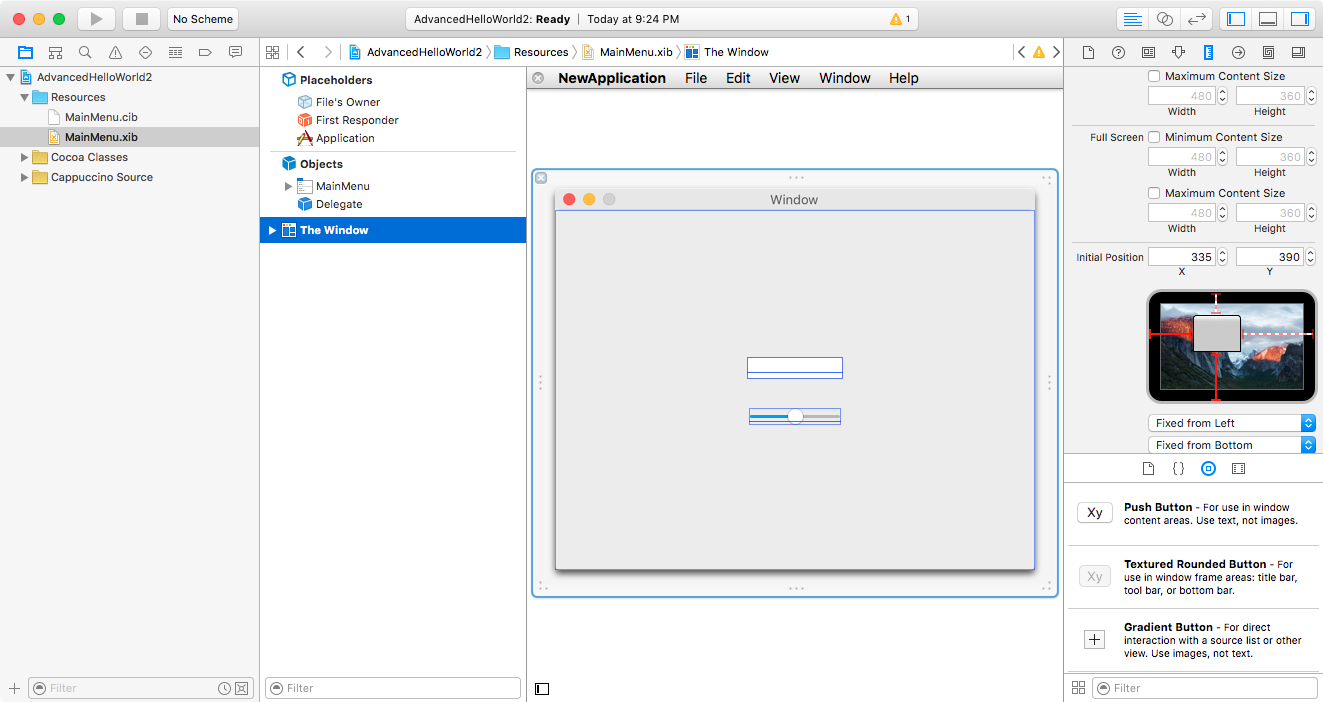 No Scheme
AdvancedHelloWorld2: Ready | Today at 9:24 PM
1
AdvancedHelloWorld2
Resources
MainMenu.cib
MainMenu.xib
Cocoa Classes
Cappuccino Source
Filter
AdvancedHelloWorld2 Resources MainMenu.xib The Window
Placeholders
File's Owner
First Responder
Application
Objects
MainMenu
Delegate
The Window
Filter
NewApplication File Edit View Window Help
Window
Maximum Content Size
480 360
Width Height
Full Screen Minimum Content Size
480 360
Width Height
Maximum Content Size
480 360
Width Height
Initial Position 335 390
X Y
Fixed from Left
Fixed from Bottom
{}
Xy
Push Button - For use in window
content areas. Use text, not images.
Xy
Textured Rounded Button - For
use in window frame areas: title bar,
tool bar, or bottom bar.
Gradient Button - For direct
interaction with a source list or other
view. Use images, not text.
Filter